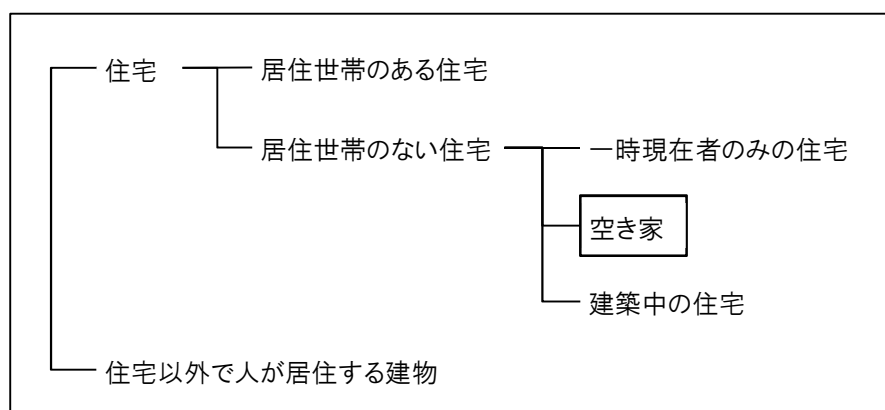 住宅 居住世帯のある住宅
居住世帯のない住宅 一時現在者のみの住宅
空き家
建築中の住宅
住宅以外で人が居住する建物